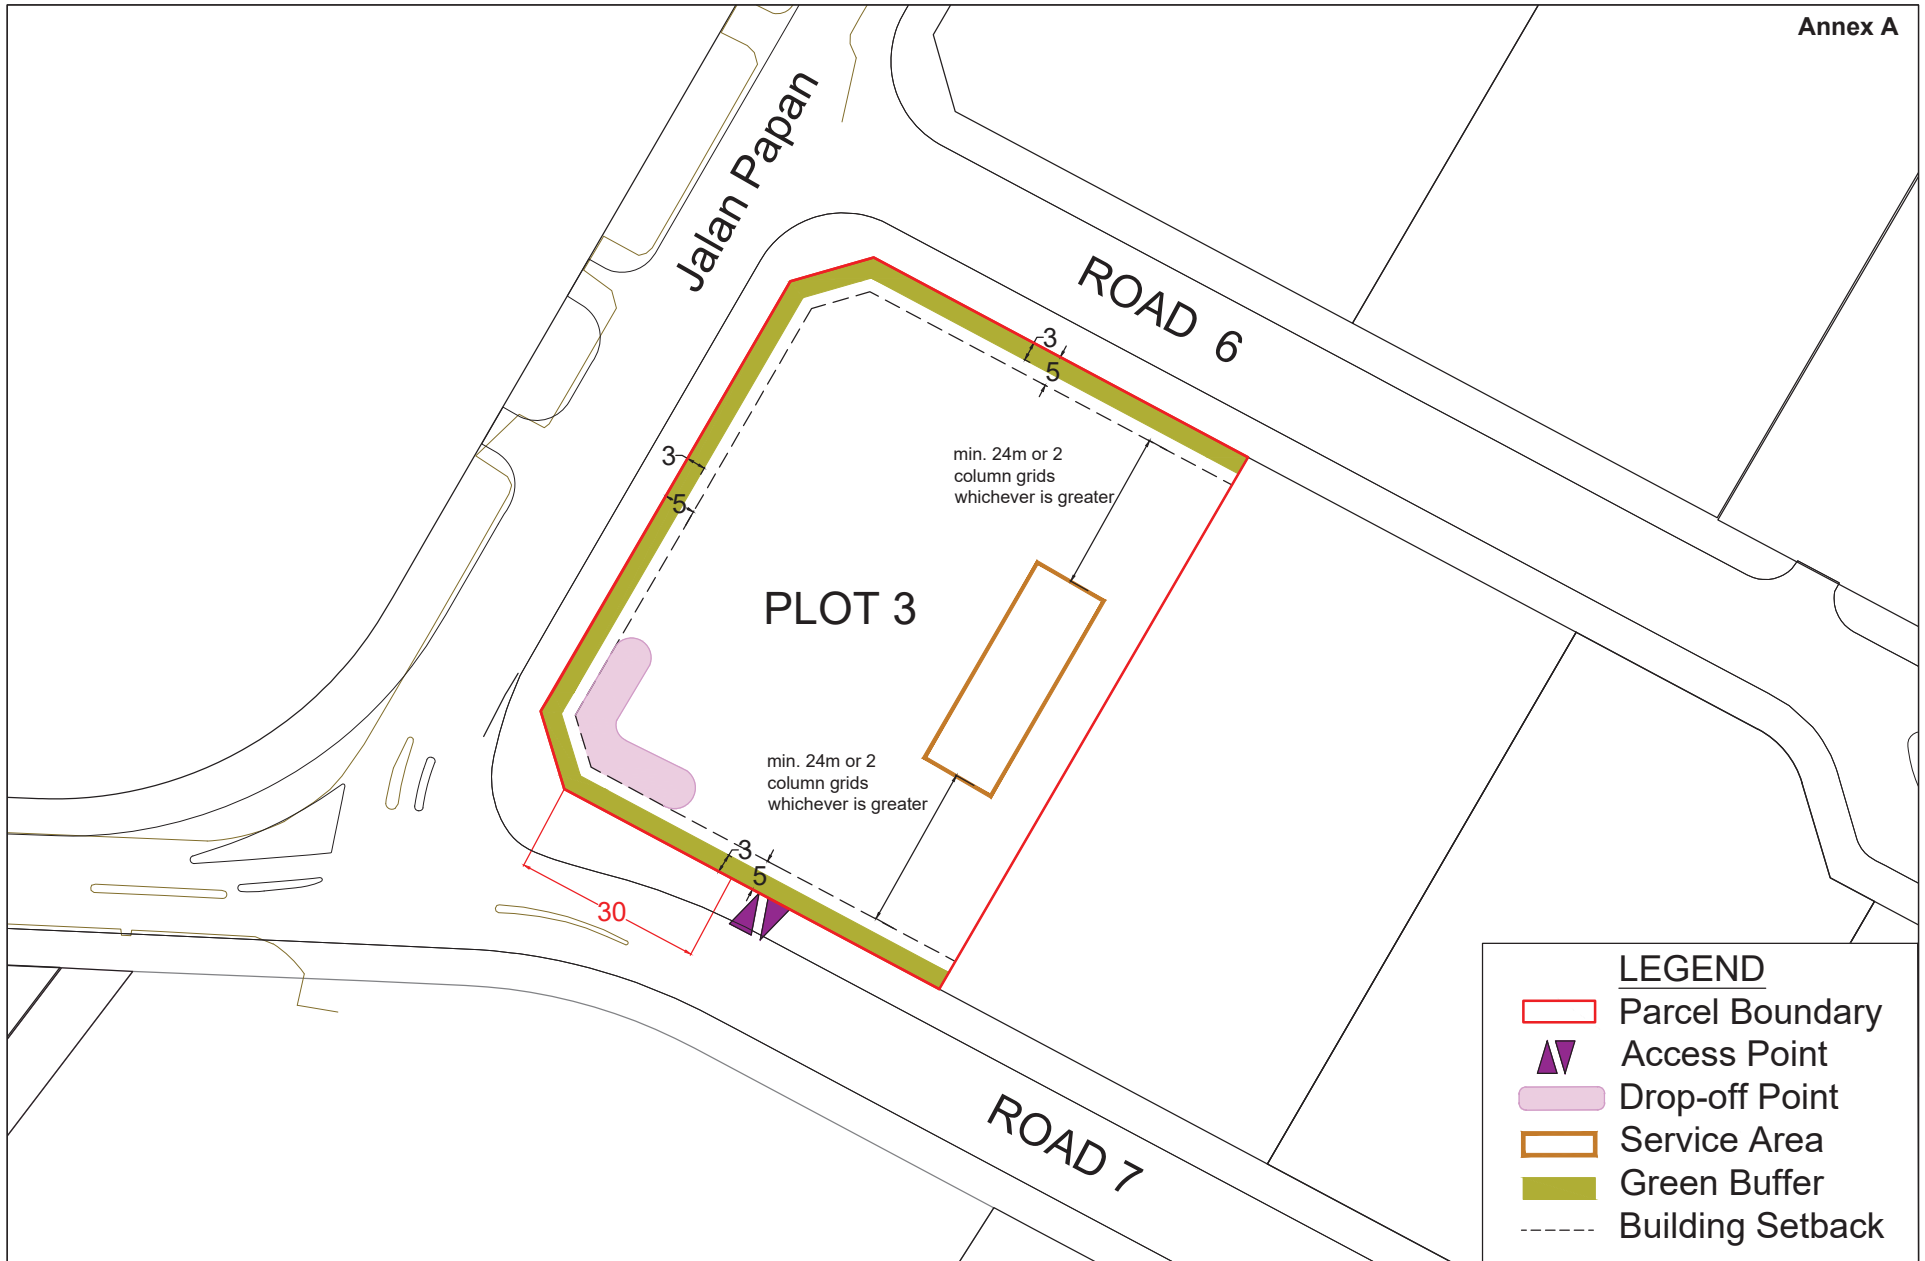 Annex A
Jalan Papan
ROAD 6
3
5
3
5
min. 24m or 2
column grids
whichever is greater
PLOT 3
min. 24m or 2
column grids
whichever is greater
3
5
30
ROAD 7
LEGEND
Parcel Boundary
Access Point
Drop-off Point
Service Area
Green Buffer
Building Setback